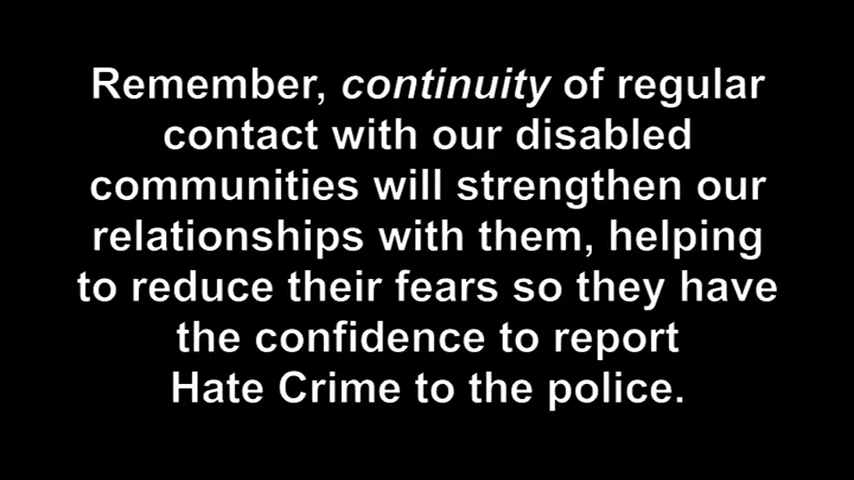 Remember, continuity of regular
contact with our disabled
communities will strengthen our
relationships with them, helping
to reduce their fears so they have
the confidence to report
Hate Crime to the police.